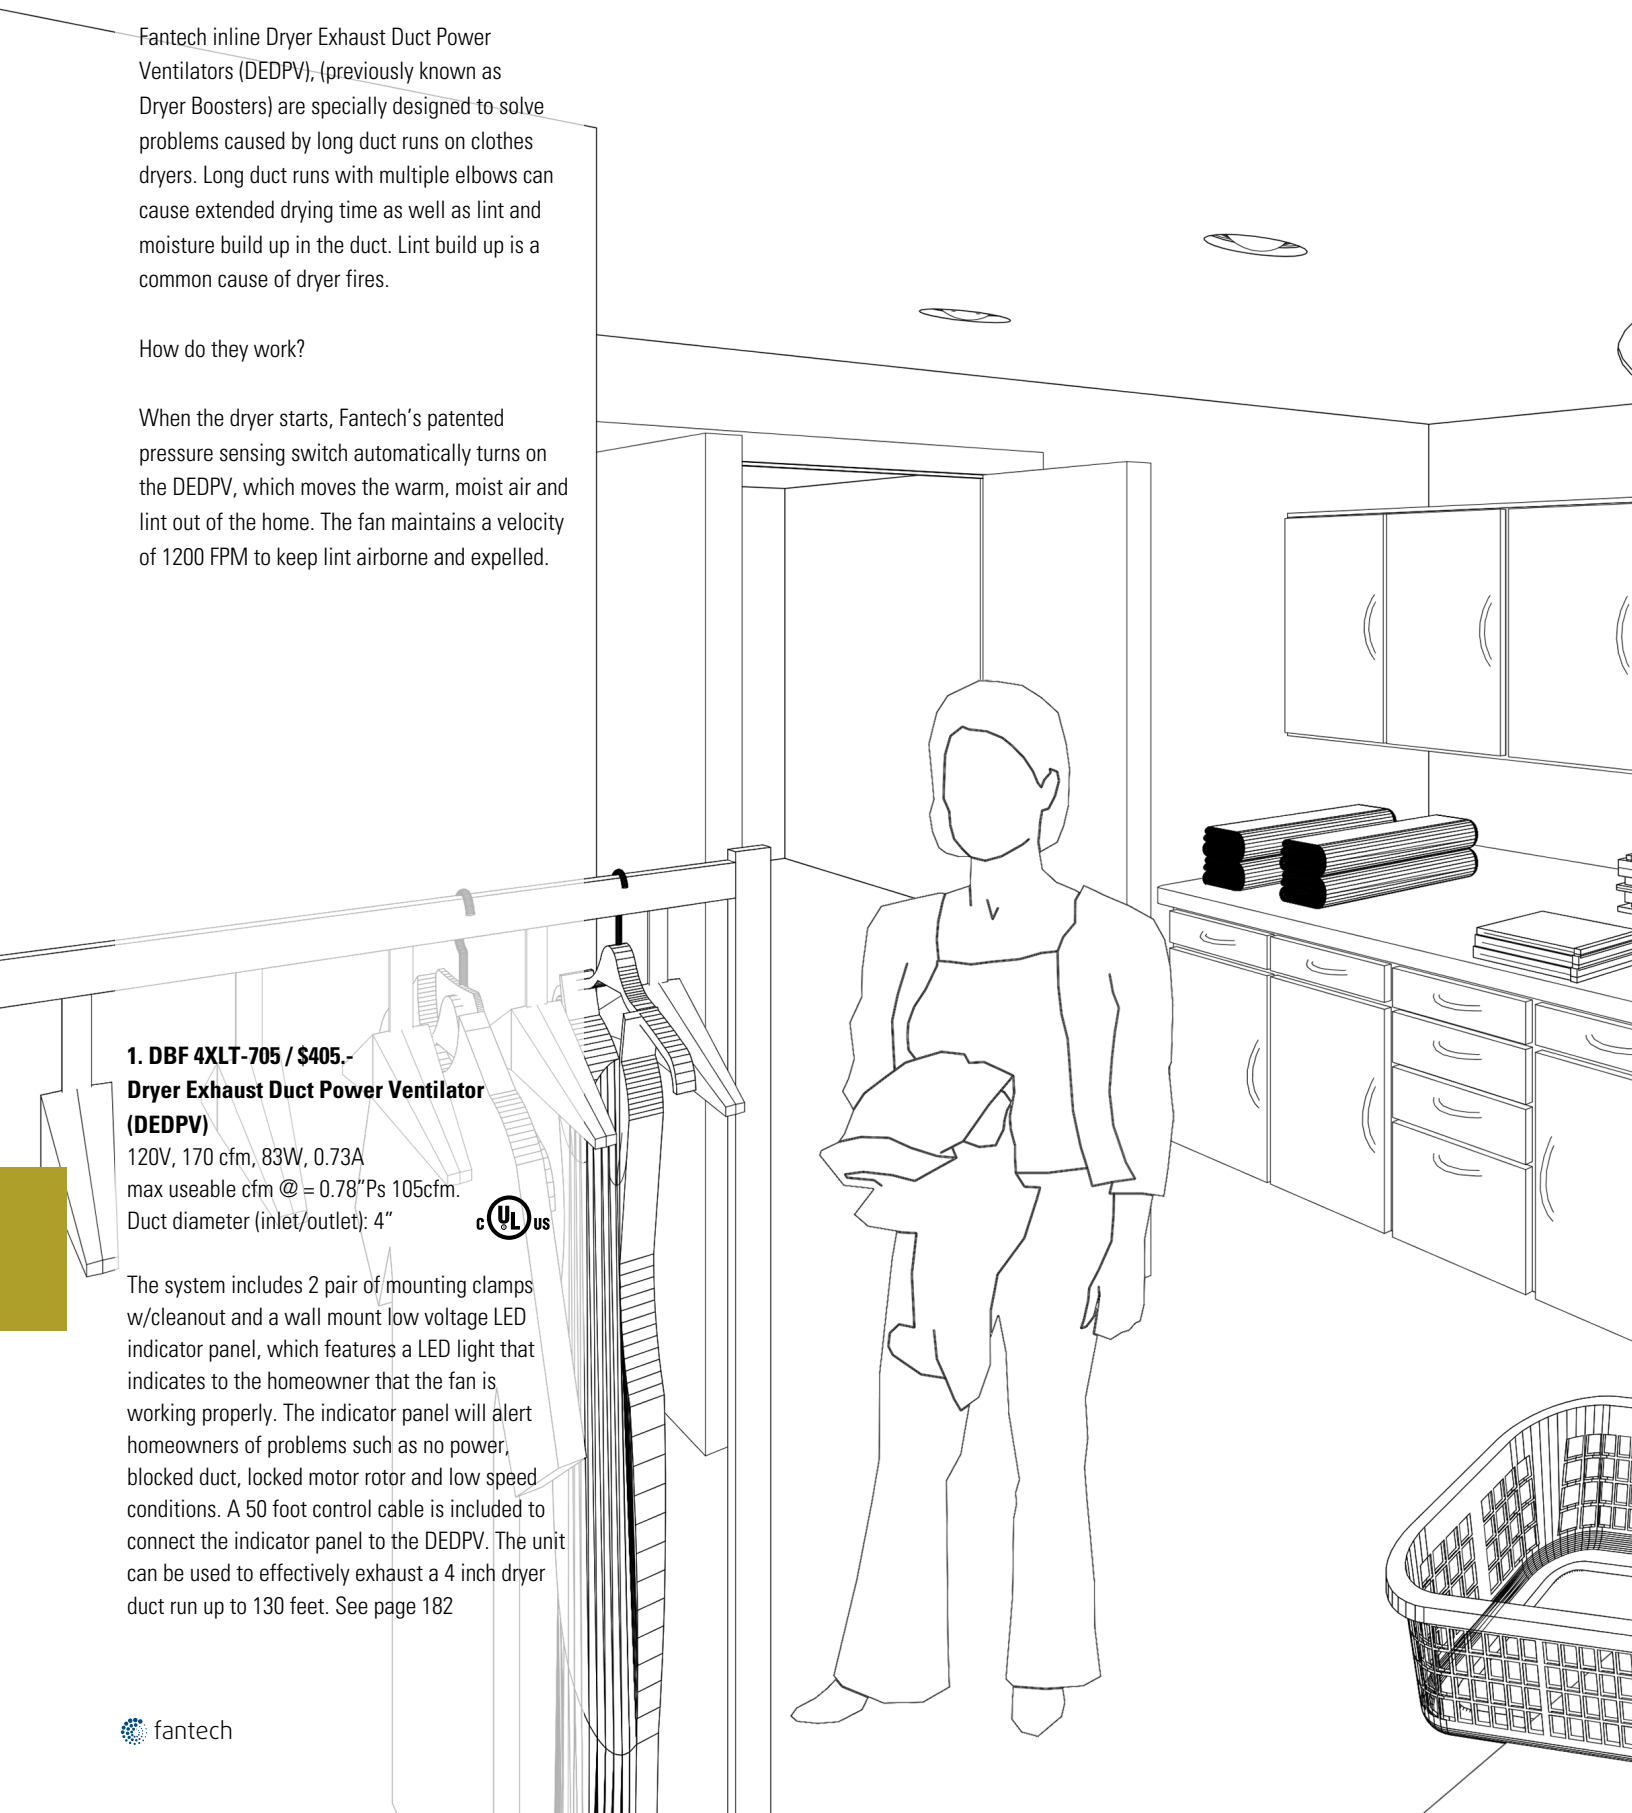 Fantech inline Dryer Exhaust Duct Power
Ventilators (DEDPV), (previously known as
Dryer Boosters) are specially designed to solve
problems caused by long duct runs on clothes
dryers. Long duct runs with multiple elbows can
cause extended drying time as well as lint and
moisture build up in the duct. Lint build up is a
common cause of dryer fires.
How do they work?
When the dryer starts, Fantech's patented
pressure sensing switch automatically turns on
the DEDPV, which moves the warm, moist air and
lint out of the home. The fan maintains a velocity
of 1200 FPM to keep lint airborne and expelled.
1. DBF 4XLT-705 / $405.-
Dryer Exhaust Duct Power Ventilator
(DEDPV)
120V, 170 cfm, 83W, 0.73A
max useable cfm @ = 0.78"Ps 105cfm.
Duct diameter (inlet/outlet): 4"
c UL ® US
The system includes 2 pair of mounting clamps
w/cleanout and a wall mount low voltage LED
indicator panel, which features a LED light that
indicates to the homeowner that the fan is
working properly. The indicator panel will alert
homeowners of problems such as no power,
blocked duct, locked motor rotor and low speed
conditions. A 50 foot control cable is included to
connect the indicator panel to the DEDPV. The unit
can be used to effectively exhaust a 4 inch dryer
duct run up to 130 feet. See page 182
fantech